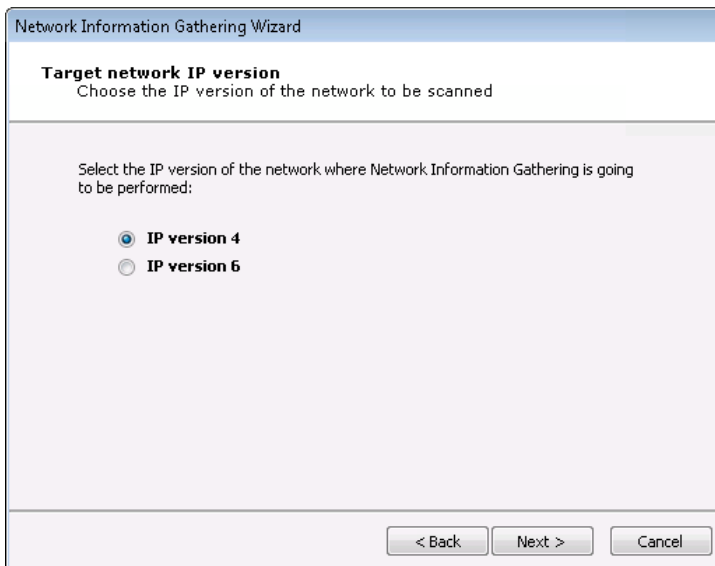 Network Information Gathering Wizard
Target network IP version
Choose the IP version of the network to be scanned
Select the IP version of the network where Network Information Gathering is going
to be performed:
IP version 4
IP version 6
< Back Next > Cancel